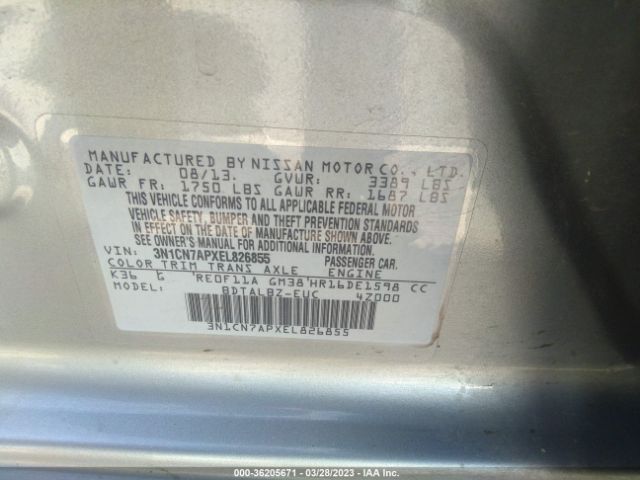 MANUFACTURED BY NISSAN MOTOR CO., LTD.
DATE: 08/13. GVWR: 3389 LBS
GAWR FR: 1750 LBS GAWR RR: 1687 LBS
THIS VEHICLE CONFORMS TO ALL APPLICABLE FEDERAL MOTOR
VEHICLE SAFETY, BUMPER AND THEFT PREVENTION STANDARDS
IN EFFECT ON THE DATE OF MANUFACTURE SHOWN ABOVE.
SEE OWNER'S MANUAL FOR ADDITIONAL INFORMATION.
VIN: 3N1CN7APXEL826855 PASSENGER CAR.
COLOR TRIM TRANS AXLE ENGINE
K36 G RE0F11A GM38 HR16DE1598 CC
MODEL BDTALBZ-EUC 4Z000
3N1CN7APXEL826855
000-36205671 - 03/28/2023 - IAA Inc.